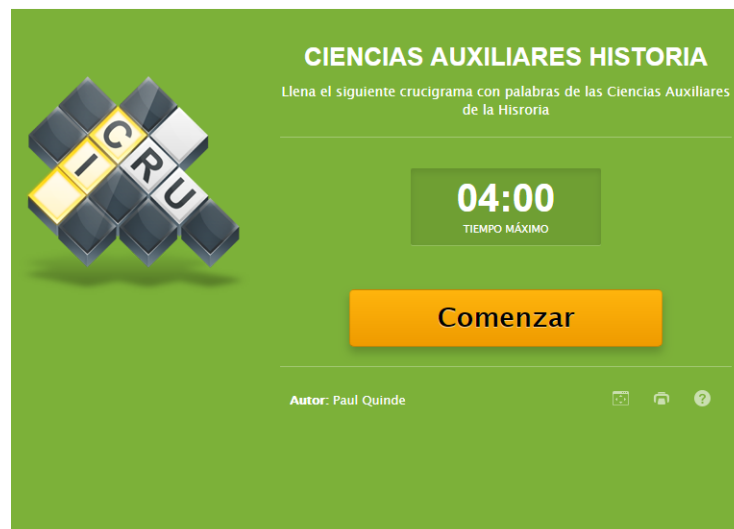 CIENCIAS AUXILIARES HISTORIA
Llena el siguiente crucigrama con palabras de las Ciencias Auxiliares
de la Hisroria
C
I R
U
04:00
TIEMPO MÁXIMO
Comenzar
Autor: Paul Quinde
?